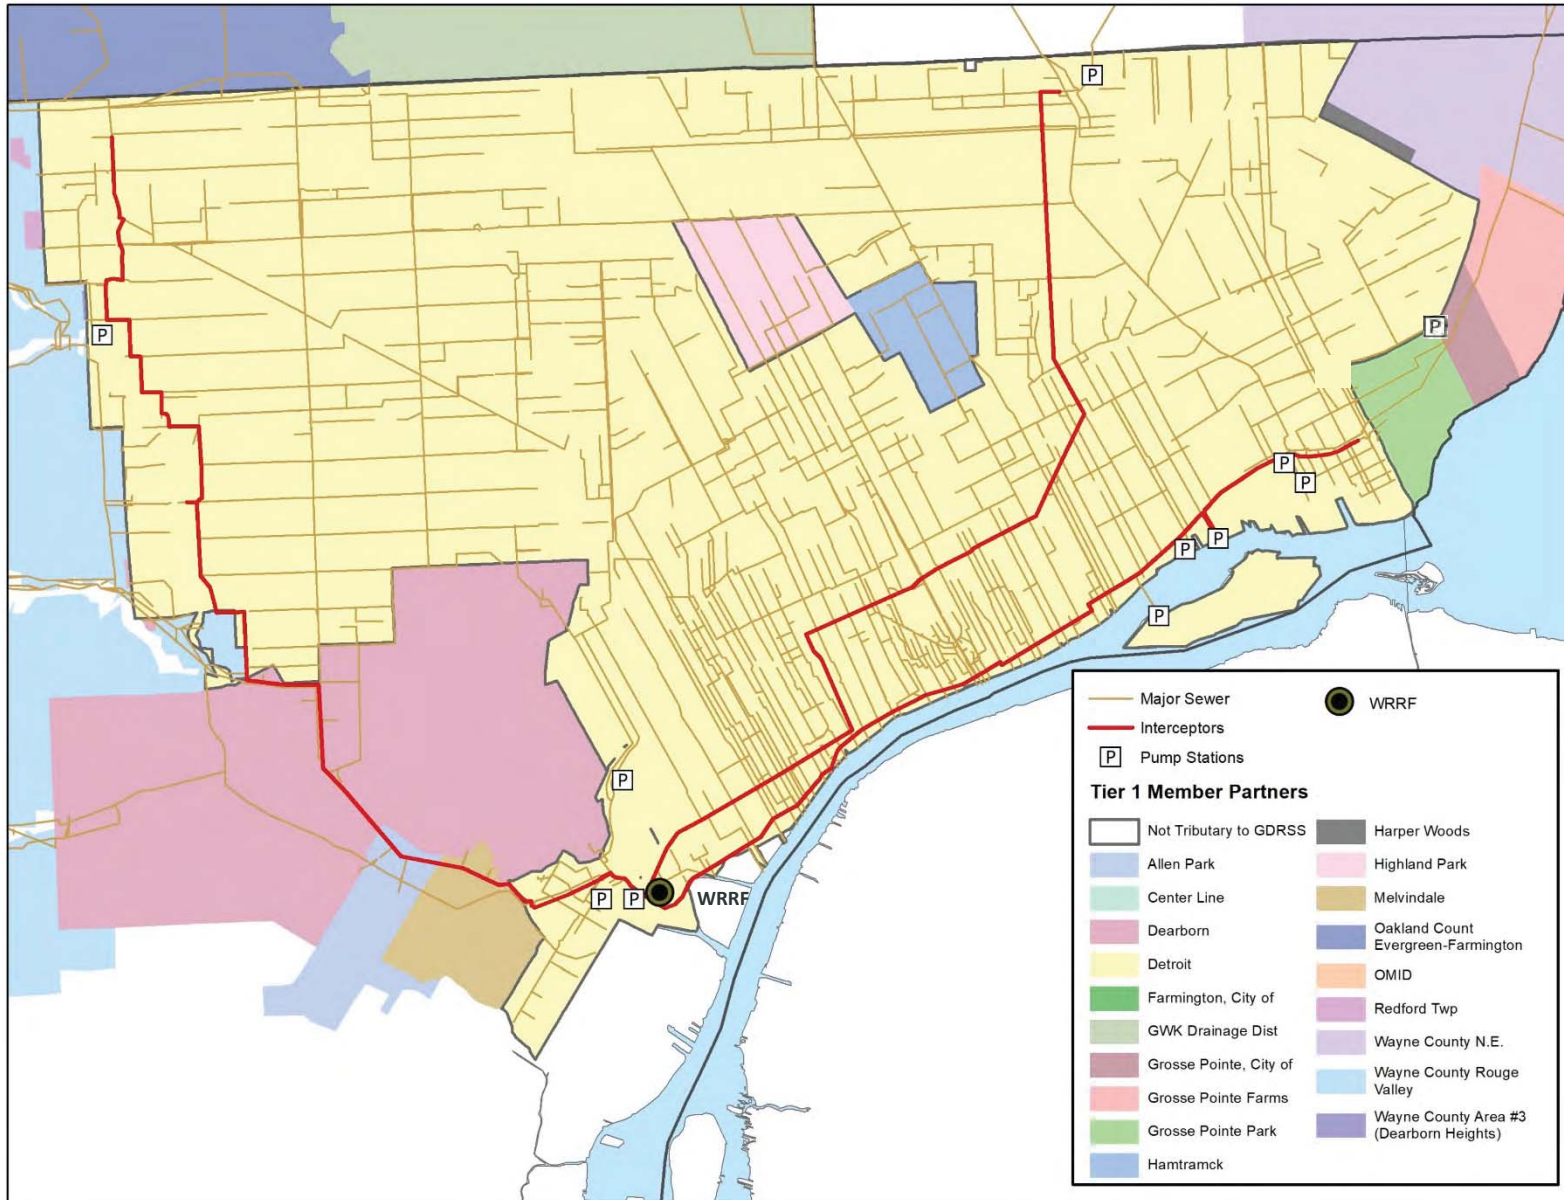 P
P
P
P
P
P
P
P
P
P
P
WRRF
Major Sewer
WRRF
Interceptors
P
Pump Stations
Tier 1 Member Partners
Not Tributary to GDRSS
Allen Park
Center Line
Dearborn
Detroit
Farmington, City of
GWK Drainage Dist
Grosse Pointe, City of
Grosse Pointe Farms
Grosse Pointe Park
Hamtramck
Harper Woods
Highland Park
Melvindale
Oakland Count
Evergreen-Farmington
OMID
Redford Twp
Wayne County N.E.
Wayne County Rouge
Valley
Wayne County Area #3
(Dearborn Heights)